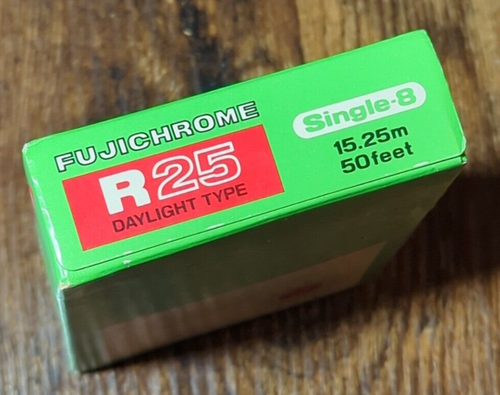 FUJICHROME
R25
DAYLIGHT TYPE
Single-8
15.25m
50feet